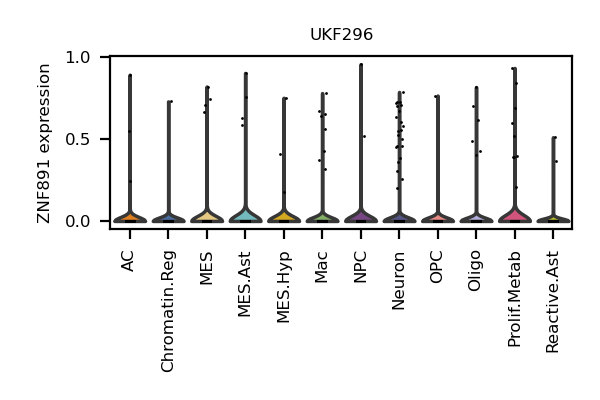 UKF296
ZNF891 expression
1.0
0.5
0.0
AC
Chromatin.Reg
MES
MES.Ast
MES.Hyp
Mac
NPC
Neuron
OPC
Oligo
Prolif.Metab
Reactive.Ast